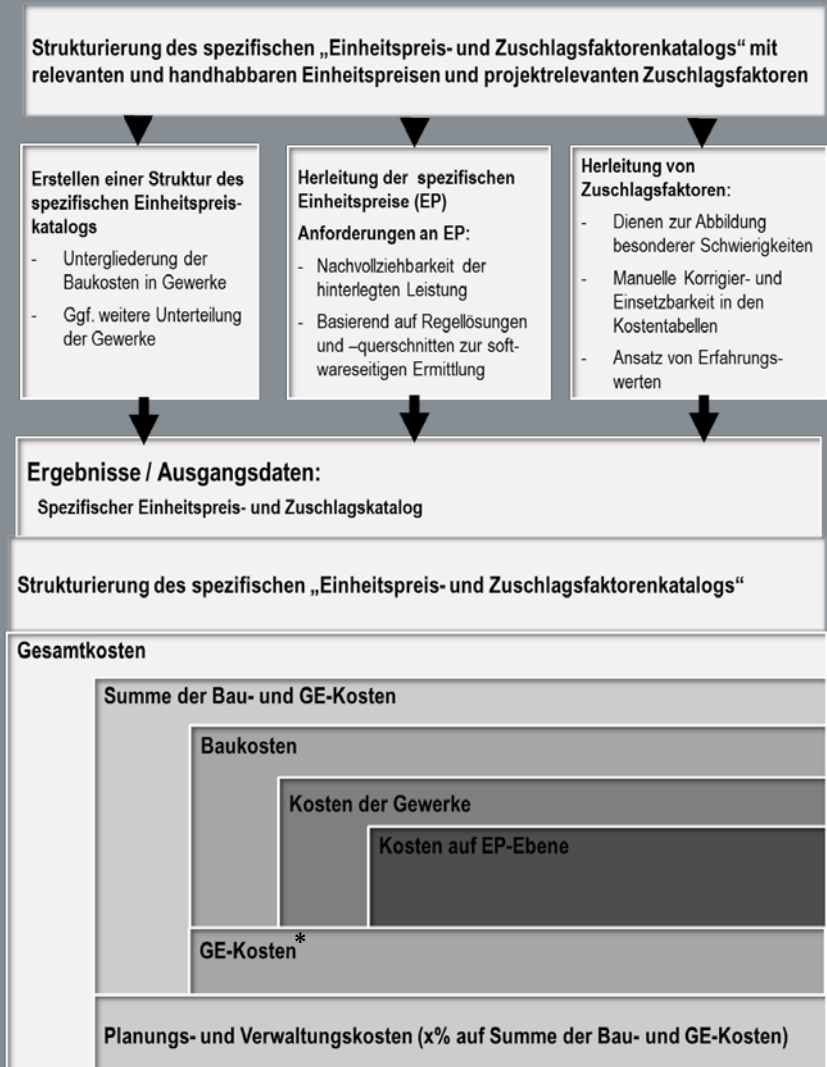 Strukturierung des spezifischen „Einheitspreis- und Zuschlagsfaktorenkatalogs“ mit
relevanten und handhabbaren Einheitspreisen und projektrelevanten Zuschlagsfaktoren
Erstellen einer Struktur des
spezifischen Einheitspreis-
katalogs
- Untergliederung der
Baukosten in Gewerke
- Ggf. weitere Unterteilung
der Gewerke
Herleitung der spezifischen
Einheitspreise (EP)
Anforderungen an EP:
- Nachvollziehbarkeit der
hinterlegten Leistung
- Basierend auf Regellösungen
und –querschnitten zur soft-
wareseitigen Ermittlung
Herleitung von
Zuschlagsfaktoren:
- Dienen zur Abbildung
besonderer Schwierigkeiten
- Manuelle Korrigier- und
Einsetzbarkeit in den
Kostentabellen
- Ansatz von Erfahrungs-
werten
Ergebnisse / Ausgangsdaten:
Spezifischer Einheitspreis- und Zuschlagskatalog
Strukturierung des spezifischen „Einheitspreis- und Zuschlagsfaktorenkatalogs“
Gesamtkosten
Summe der Bau- und GE-Kosten
Baukosten
Kosten der Gewerke
Kosten auf EP-Ebene
GE-Kosten*
Planungs- und Verwaltungskosten (x% auf Summe der Bau- und GE-Kosten)